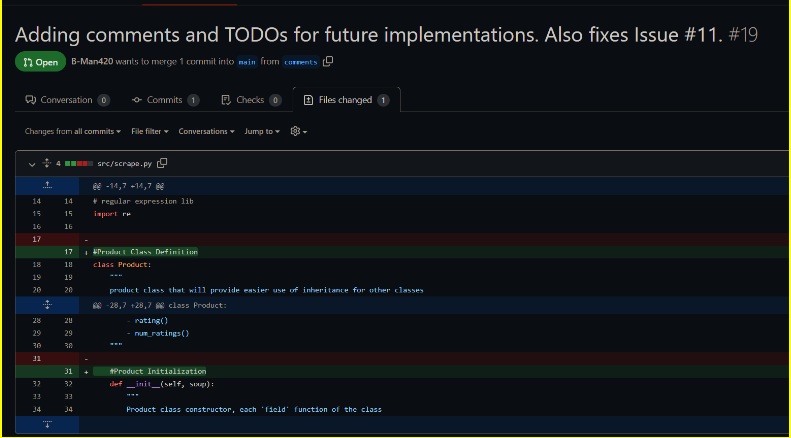 Adding comments and TODOs for future implementations. Also fixes Issue #11. #19
Open B-Man420 wants to merge 1 commit into main from comments
Conversation 0 Commits 1 Checks 0 Files changed 1
Changes from all commits File filter Conversations Jump to
4 src/scrape.py
@@ -14,7 +14,7 @@
14 14 # regular expression lib
15 15 import re
16 16
17 -
17 + #Product Class Definition
18 18 class Product:
19 19 """
20 20 product class that will provide easier use of inheritance for other classes
@@ -28,7 +28,7 @@ class Product:
28 28 - rating()
29 29 - num_ratings()
30 30 """
31 -
31 + #Product Initialization
32 32 def __init__(self, soup):
33 33 """
34 34 Product class constructor, each `field` function of the class